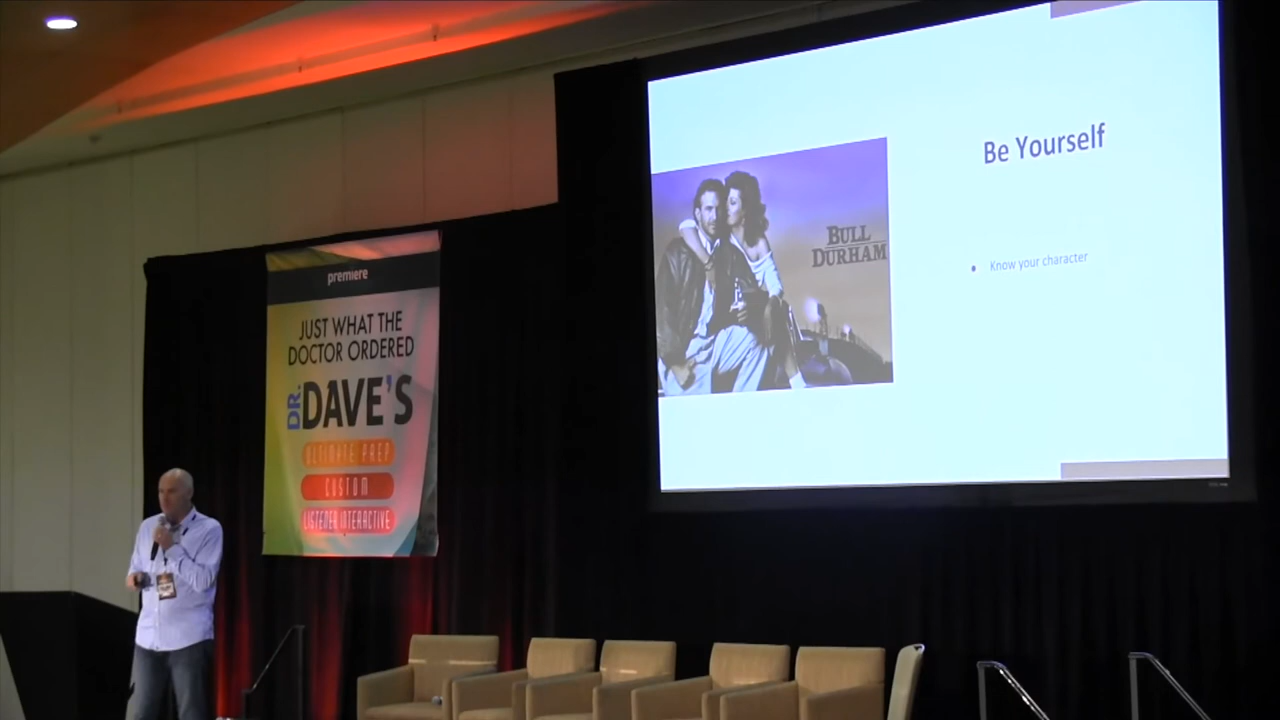 premiere
JUST WHAT THE
DOCTOR ORDERED
DR. DAVE'S
ULTIMATE PREP
CUSTOM
LISTENER INTERACTIVE
Be Yourself
BULL
DURHAM
• Know your character